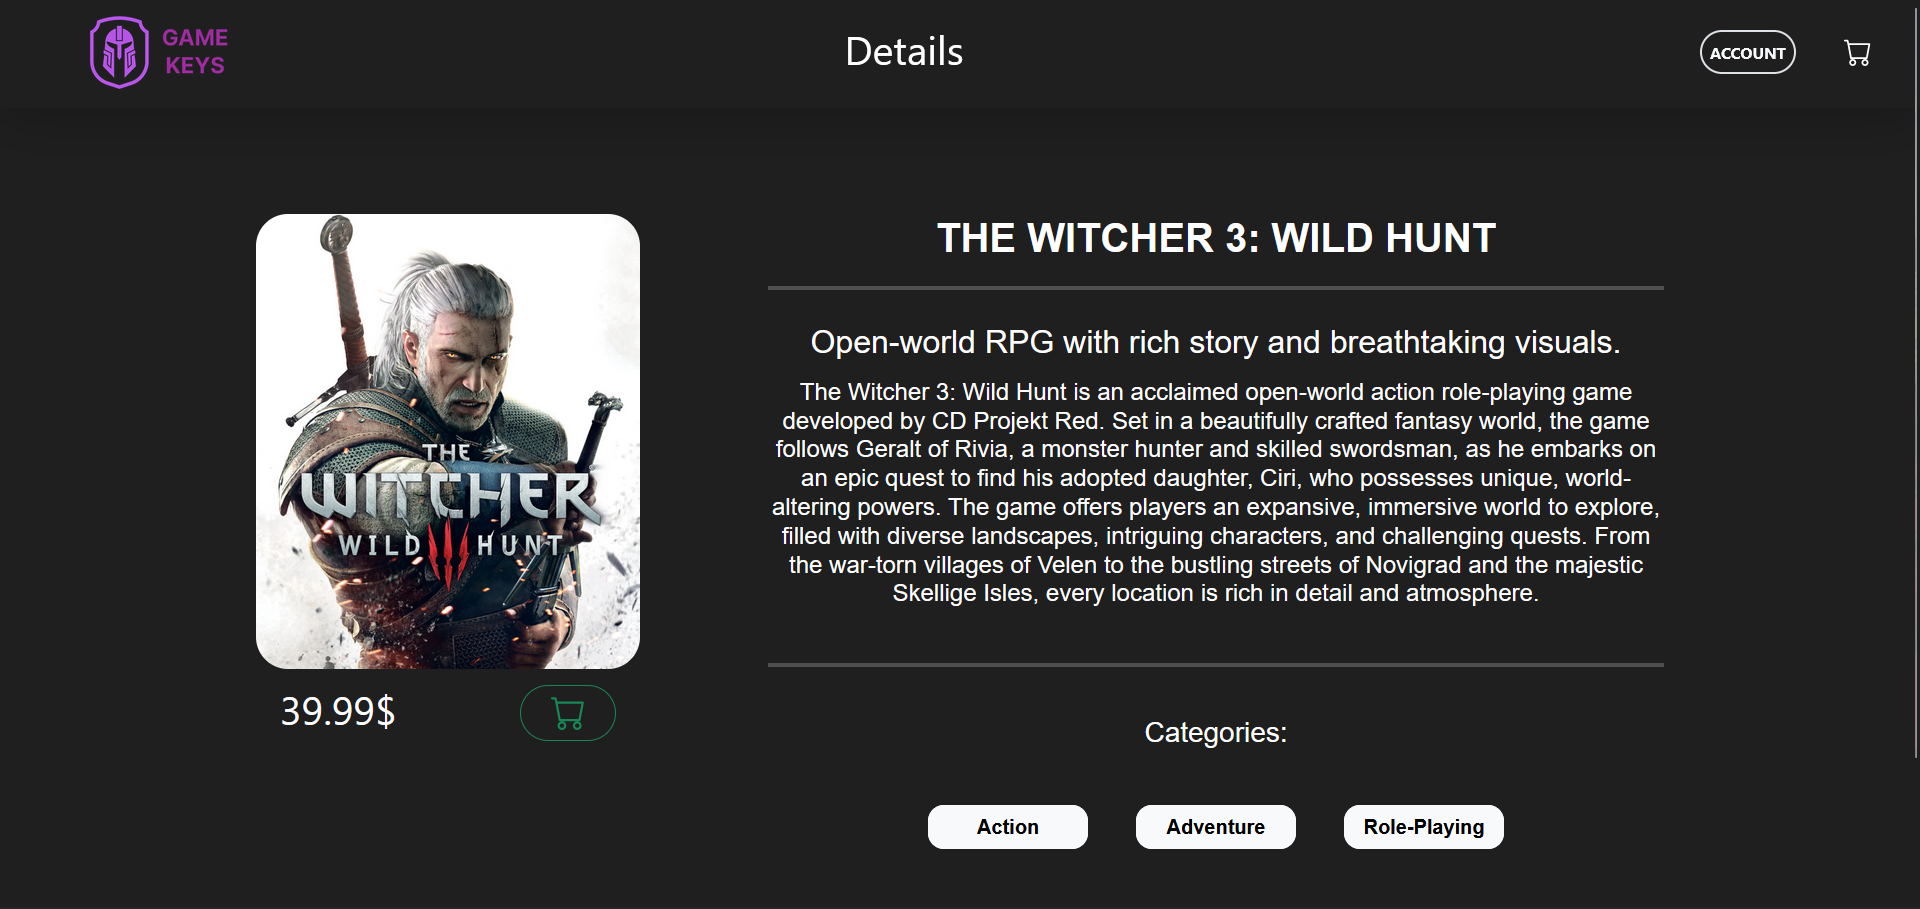 GAME
KEYS
Details
ACCOUNT
THE
WITCHER
WILD HUNT
39.99$
THE WITCHER 3: WILD HUNT
Open-world RPG with rich story and breathtaking visuals.
The Witcher 3: Wild Hunt is an acclaimed open-world action role-playing game
developed by CD Projekt Red. Set in a beautifully crafted fantasy world, the game
follows Geralt of Rivia, a monster hunter and skilled swordsman, as he embarks on
an epic quest to find his adopted daughter, Ciri, who possesses unique, world-
altering powers. The game offers players an expansive, immersive world to explore,
filled with diverse landscapes, intriguing characters, and challenging quests. From
the war-torn villages of Velen to the bustling streets of Novigrad and the majestic
Skellige Isles, every location is rich in detail and atmosphere.
Categories:
Action
Adventure
Role-Playing